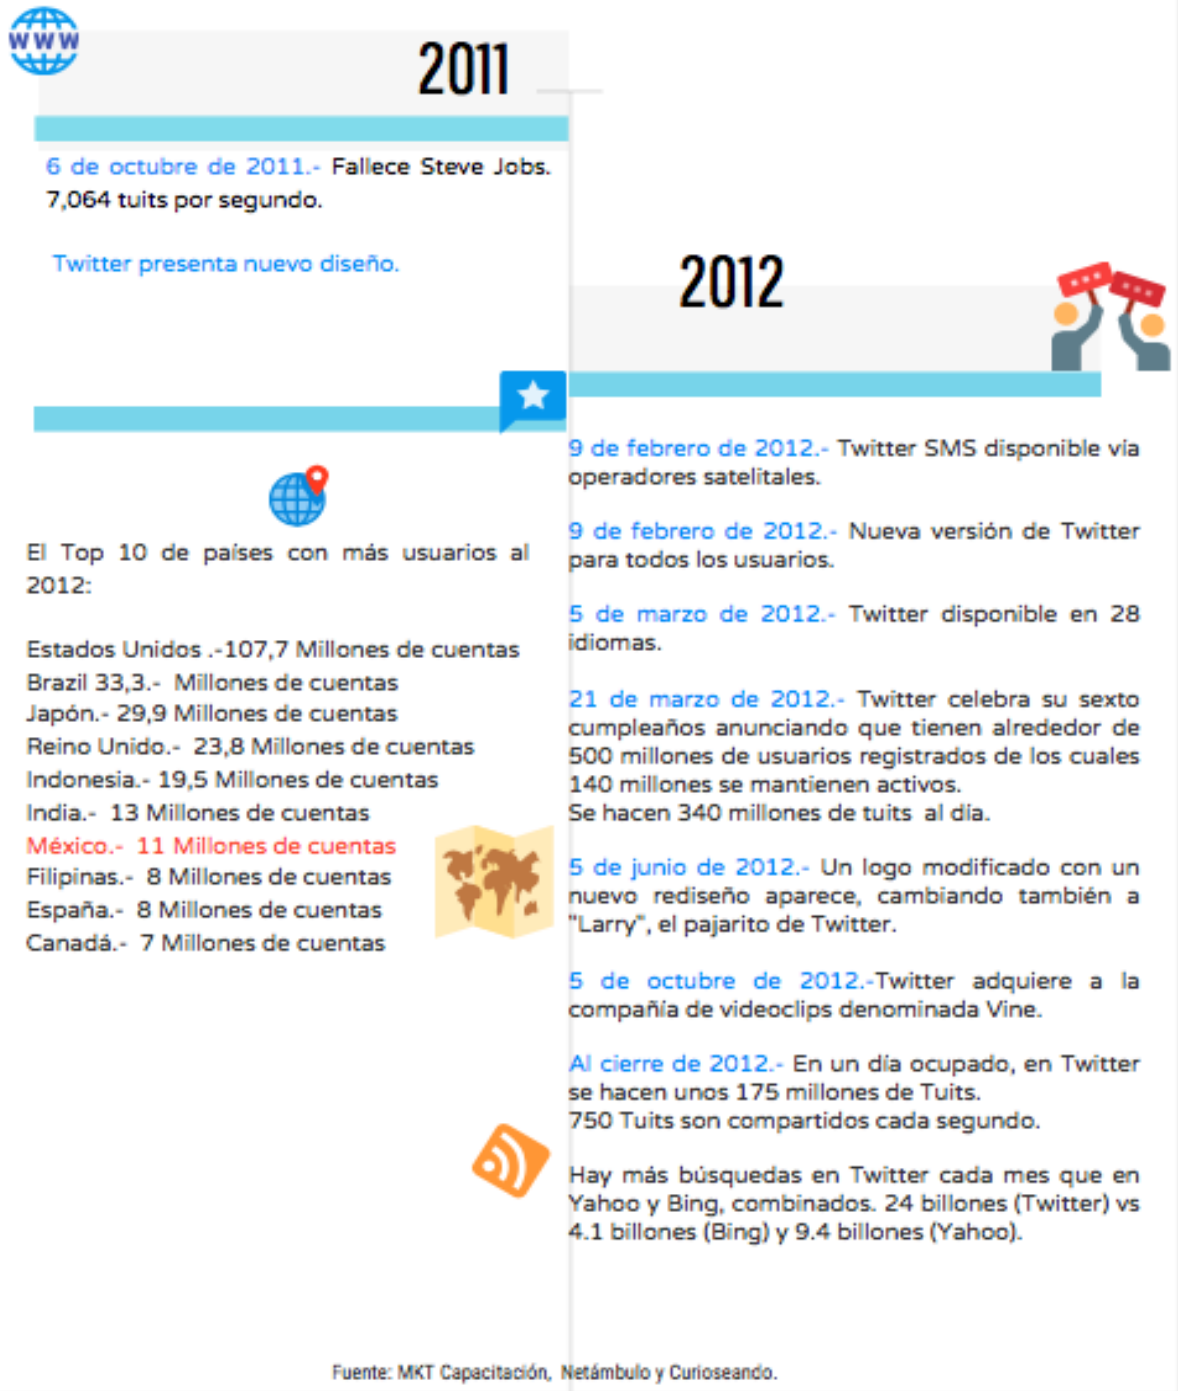 WWW
2011
6 de octubre de 2011.- Fallece Steve Jobs.
7,064 tuits por segundo.
Twitter presenta nuevo diseño.
El Top 10 de países con más usuarios al
2012:
Estados Unidos .-107,7 Millones de cuentas
Brazil 33,3.- Millones de cuentas
Japón.- 29,9 Millones de cuentas
Reino Unido.- 23,8 Millones de cuentas
Indonesia.- 19,5 Millones de cuentas
India.- 13 Millones de cuentas
México.- 11 Millones de cuentas
Filipinas.- 8 Millones de cuentas
España.- 8 Millones de cuentas
Canadá.- 7 Millones de cuentas
2012
9 de febrero de 2012.- Twitter SMS disponible vía
operadores satelitales.
9 de febrero de 2012.- Nueva versión de Twitter
para todos los usuarios.
5 de marzo de 2012.- Twitter disponible en 28
idiomas.
21 de marzo de 2012.- Twitter celebra su sexto
cumpleaños anunciando que tienen alrededor de
500 millones de usuarios registrados de los cuales
140 millones se mantienen activos.
Se hacen 340 millones de tuits al día.
5 de junio de 2012.- Un logo modificado con un
nuevo rediseño aparece, cambiando también a
"Larry", el pajarito de Twitter.
5 de octubre de 2012.-Twitter adquiere a la
compañía de videoclips denominada Vine.
Al cierre de 2012.- En un día ocupado, en Twitter
se hacen unos 175 millones de Tuits.
750 Tuits son compartidos cada segundo.
Hay más búsquedas en Twitter cada mes que en
Yahoo y Bing, combinados. 24 billones (Twitter) vs
4.1 billones (Bing) y 9.4 billones (Yahoo).
Fuente: MKT Capacitación, Netámbulo y Curioseando.